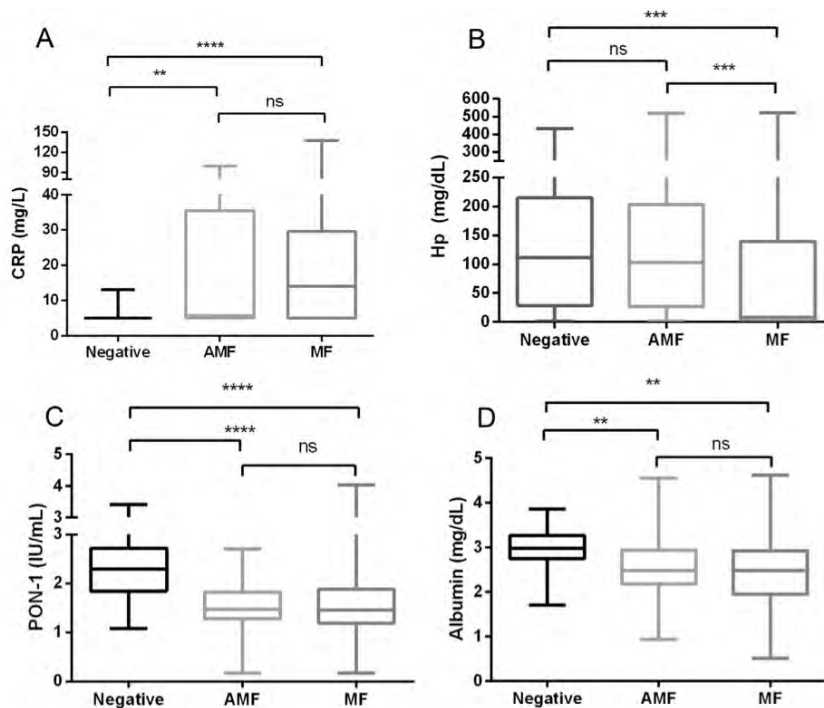 A
****
**
ns
CRP (mg/L)
150
120
90
40
30
20
10
0
Negative AMF MF
B
***
ns ***
Hp (mg/dL)
600
500
400
300
200
250
200
150
100
50
0
Negative AMF MF
C
****
****
ns
PON-1 (IU/mL)
5
4
3
3
2
1
0
Negative AMF MF
D
**
**
ns
Albumin (mg/dL)
5
4
3
2
1
0
Negative AMF MF